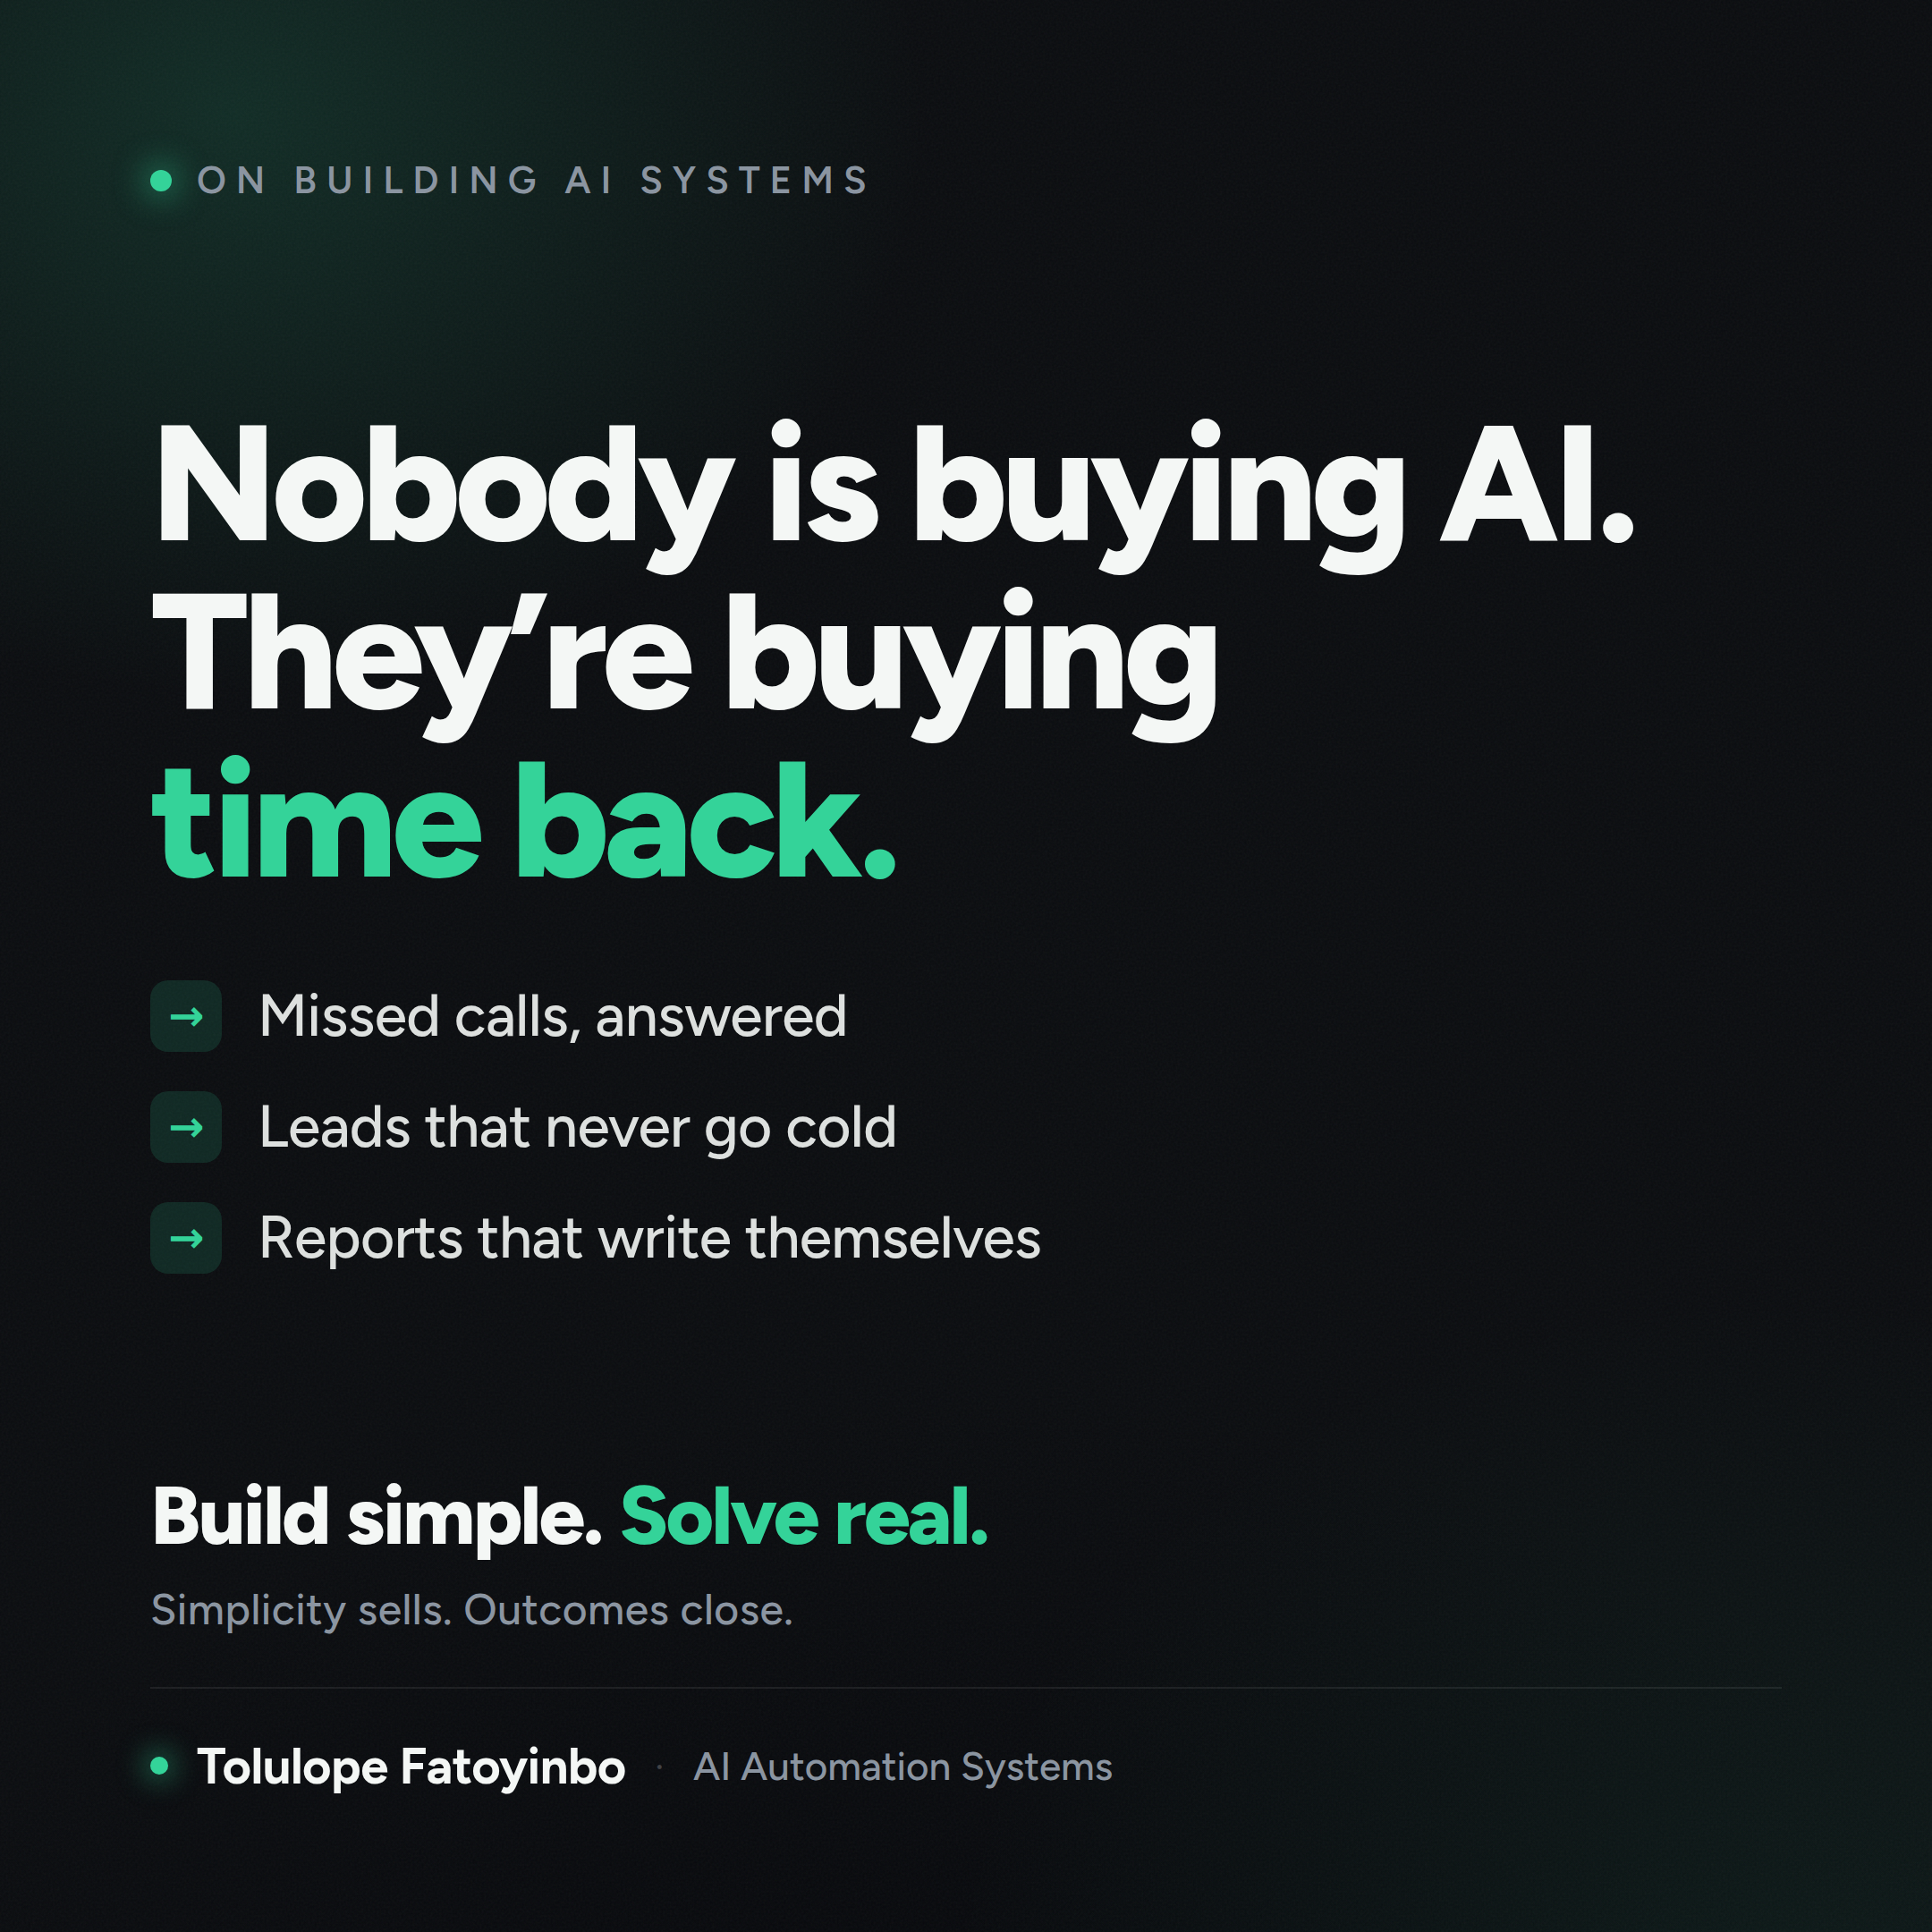 ON BUILDING AI SYSTEMS
Nobody is buying AI.
They’re buying
time back.
→ Missed calls, answered
→ Leads that never go cold
→ Reports that write themselves
Build simple. Solve real.
Simplicity sells. Outcomes close.
Tolulope Fatoyinbo · AI Automation Systems